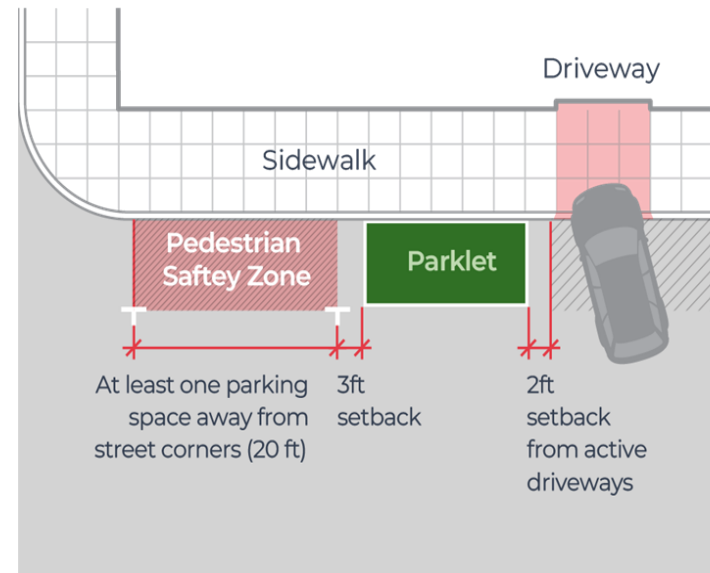 Driveway
Sidewalk
Pedestrian
Saftey Zone
Parklet
At least one parking
space away from
street corners (20 ft)
3ft
setback
2ft
setback
from active
driveways